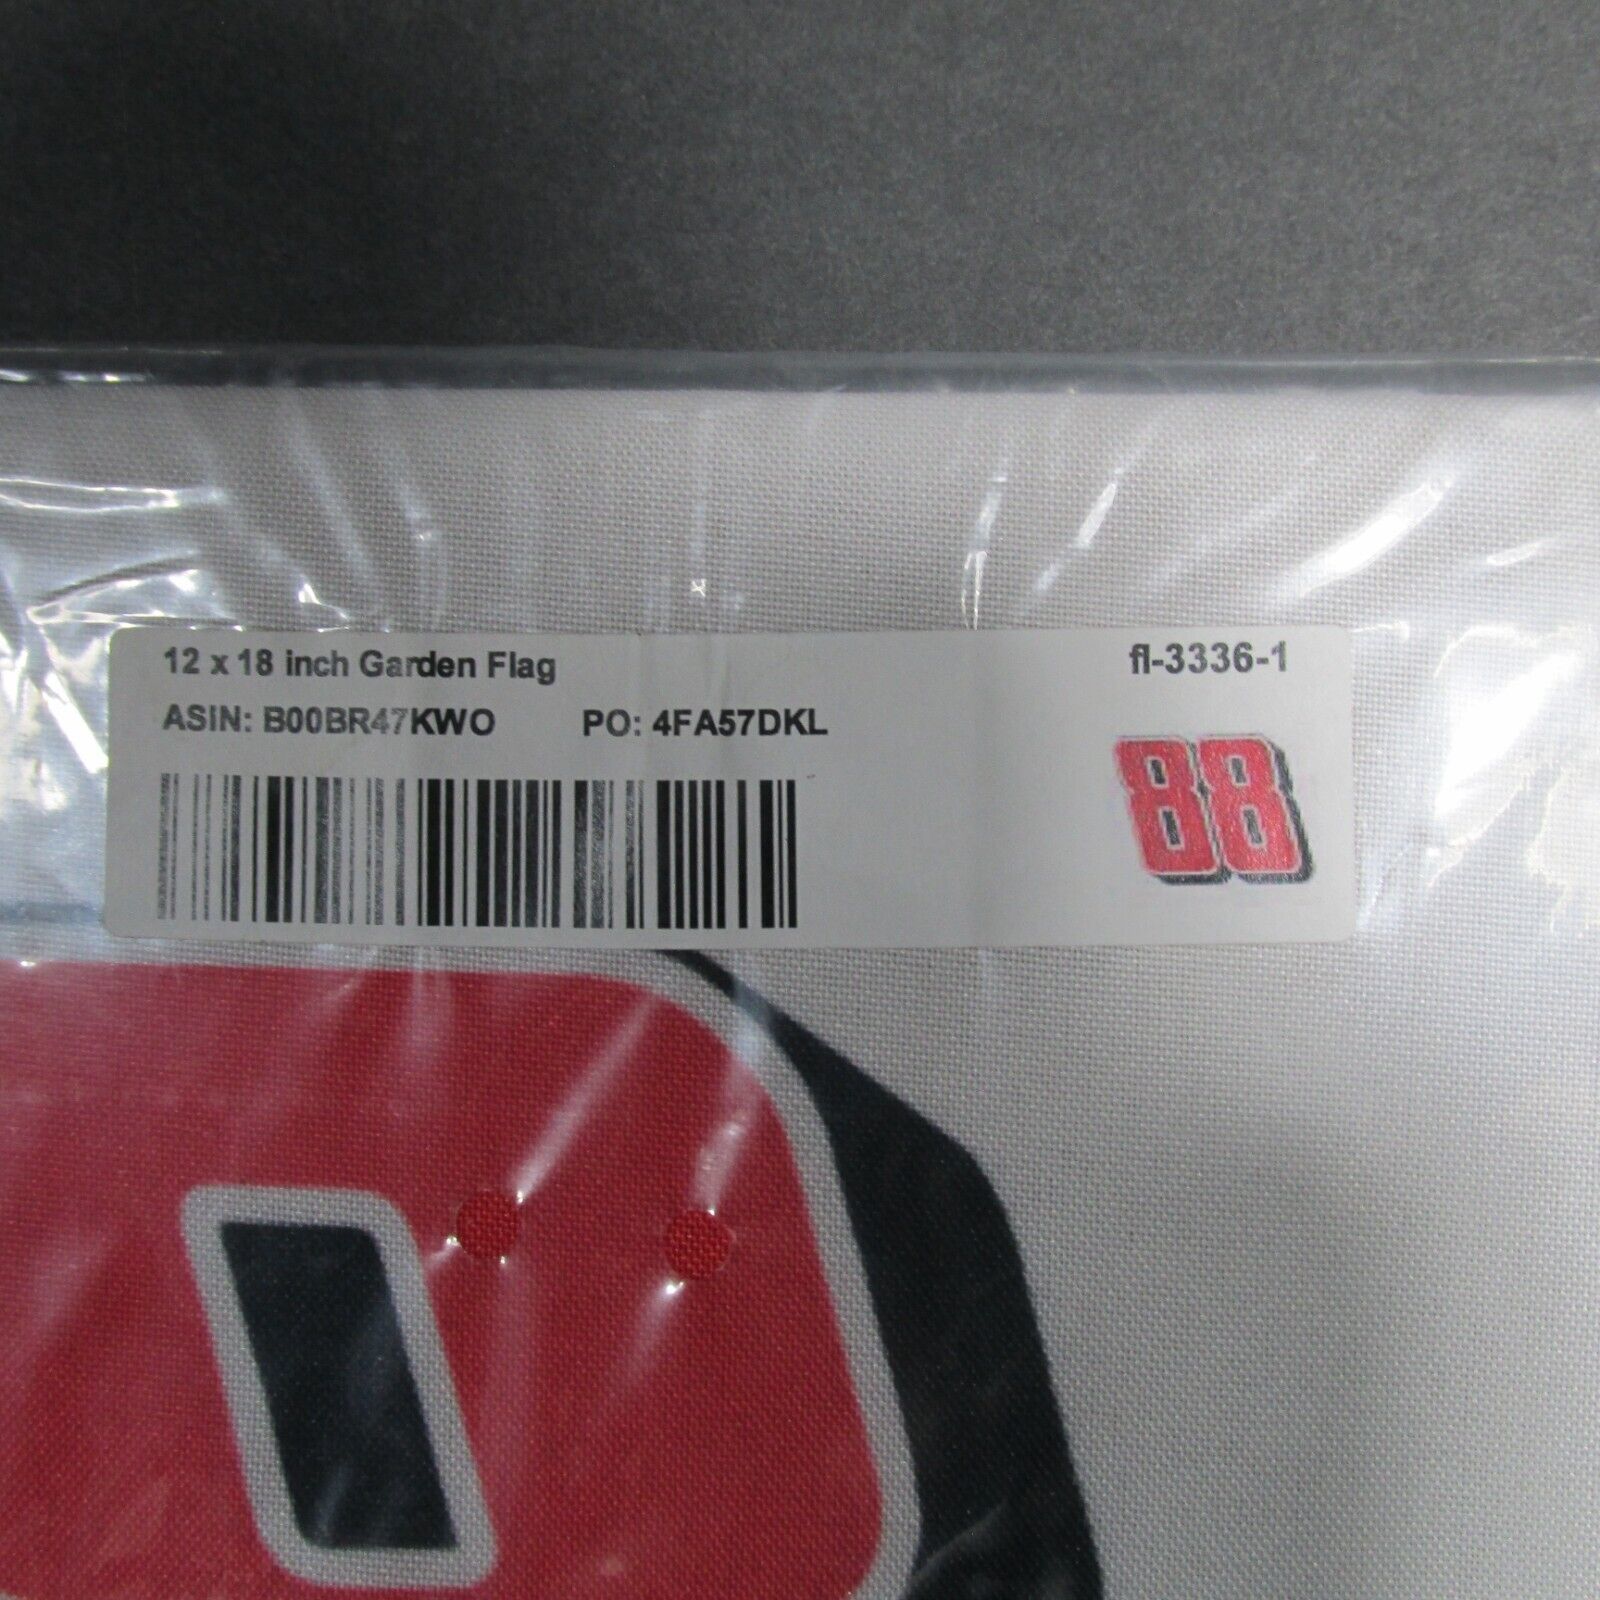 12 x 18 inch Garden Flag
fl-3336-1
ASIN: B00BR47KWO
PO: 4FA57DKL
88